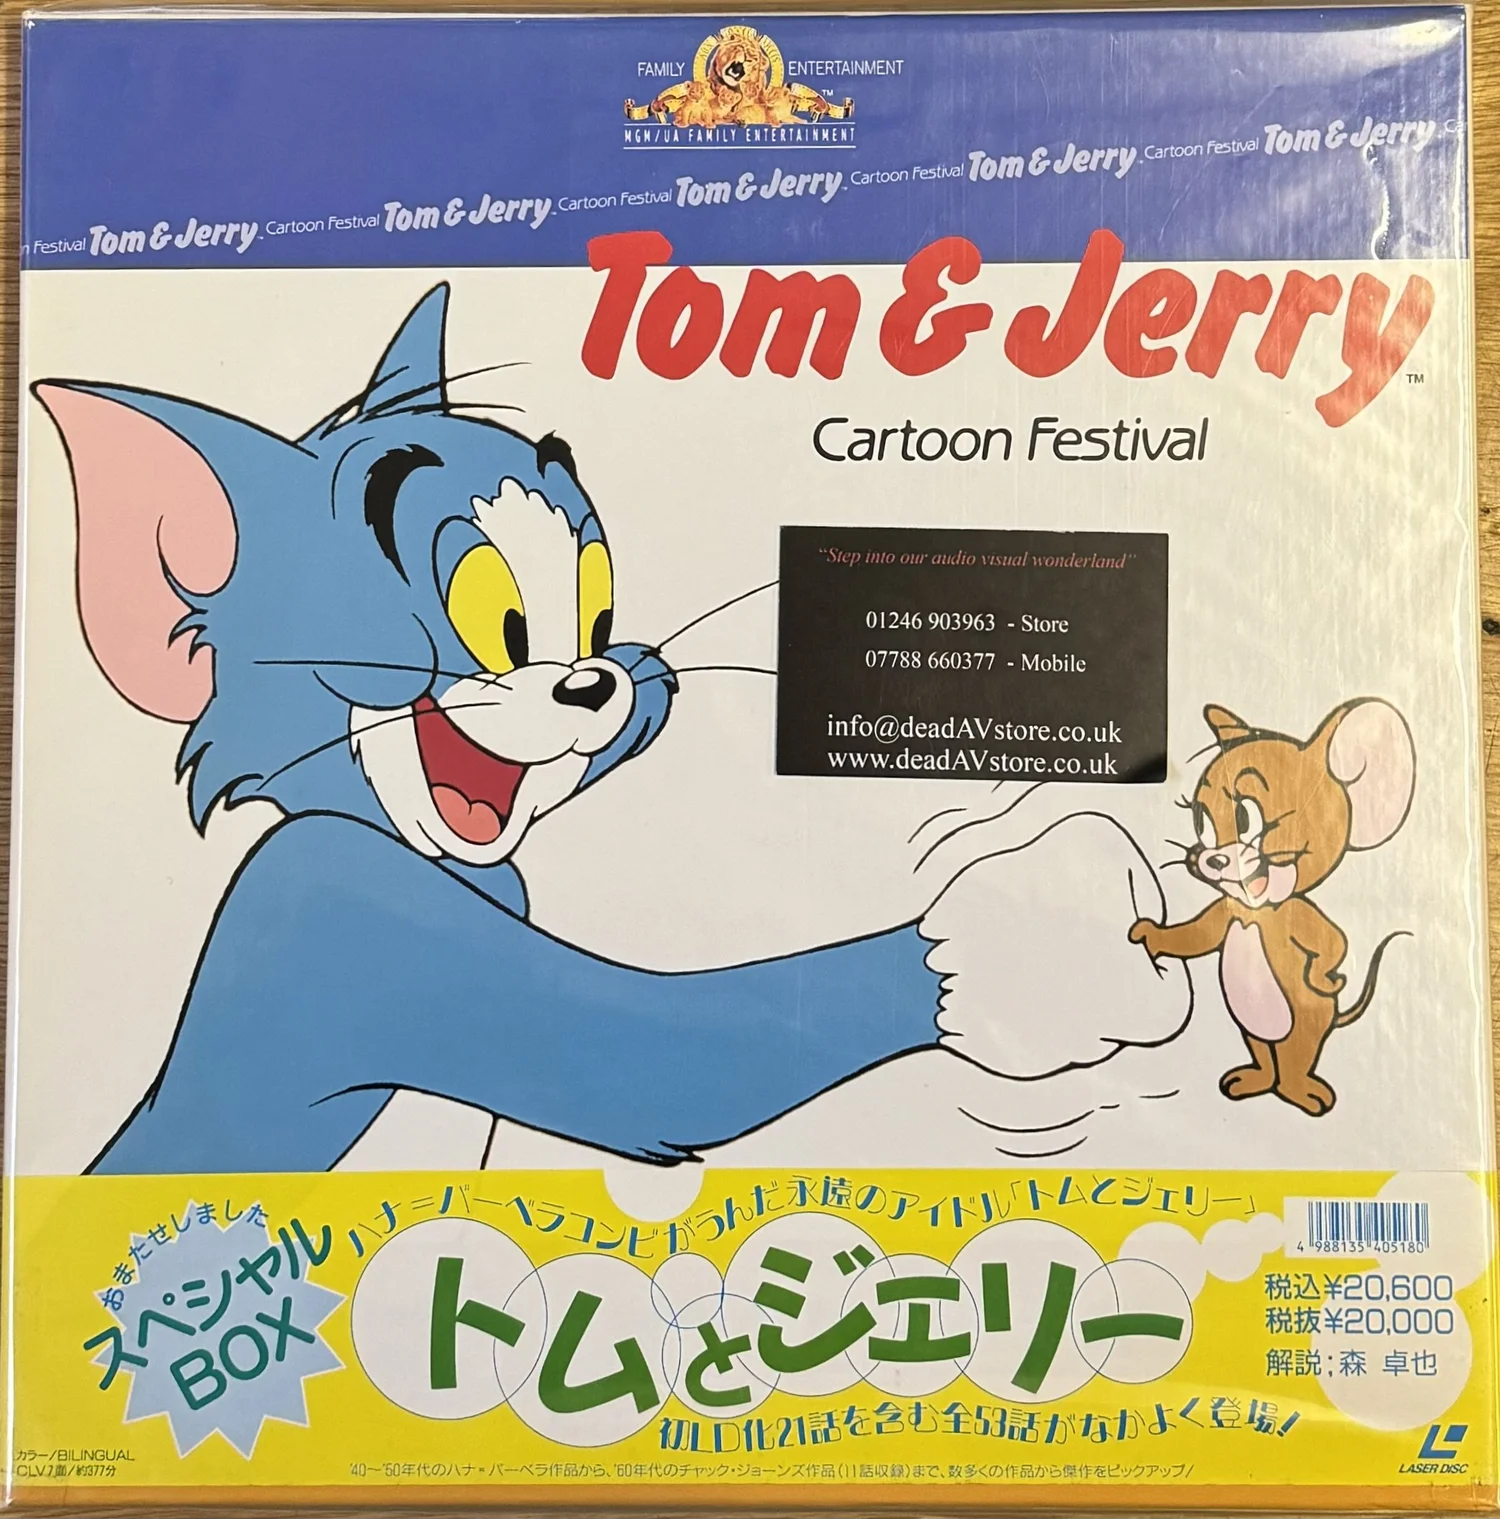 FAMILY ENTERTAINMENT
TM
MGM/UA FAMILY ENTERTAINMENT
n Festival Tom & Jerry™ Cartoon Festival Tom & Jerry™ Cartoon Festival Tom & Jerry™ Cartoon Festival Tom & Jerry™ Cartoon Festival Tom & Jerry™ Ca
Tom & Jerry™
Cartoon Festival
"Step into our audio visual wonderland"
01246 903963 - Store
07788 660377 - Mobile
info@deadAVstore.co.uk
www.deadAVstore.co.uk
おまたせしました
スペシャル
BOX
ハナ=バーベラコンビがうんだ永遠のアイドル「トムとジェリー」
トムとジェリー
初LD化21話を含む全53話がなかよく登場!
4 988135 405180
税込¥20,600
税抜¥20,000
解説;森 卓也
カラー/BILINGUAL
CLV7面/約377分
'40〜'50年代のハナ=バーベラ作品から、'60年代のチャック・ジョーンズ作品(11話収録)まで、数多くの作品から傑作をピックアップ!
LASER DISC